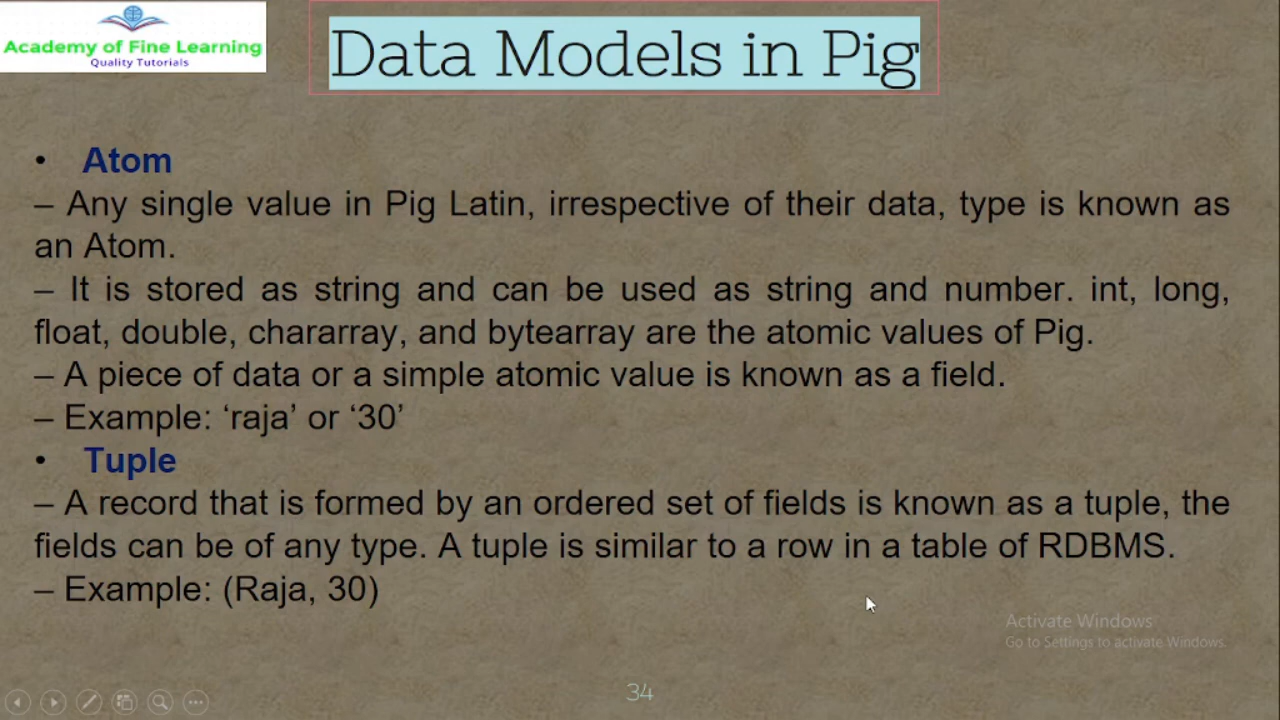 Academy of Fine Learning
Quality Tutorials
Data Models in Pig
• Atom
– Any single value in Pig Latin, irrespective of their data, type is known as
an Atom.
– It is stored as string and can be used as string and number. int, long,
float, double, chararray, and bytearray are the atomic values of Pig.
– A piece of data or a simple atomic value is known as a field.
– Example: ‘raja’ or ‘30’
• Tuple
– A record that is formed by an ordered set of fields is known as a tuple, the
fields can be of any type. A tuple is similar to a row in a table of RDBMS.
– Example: (Raja, 30)
Activate Windows
Go to Settings to activate Windows.
34